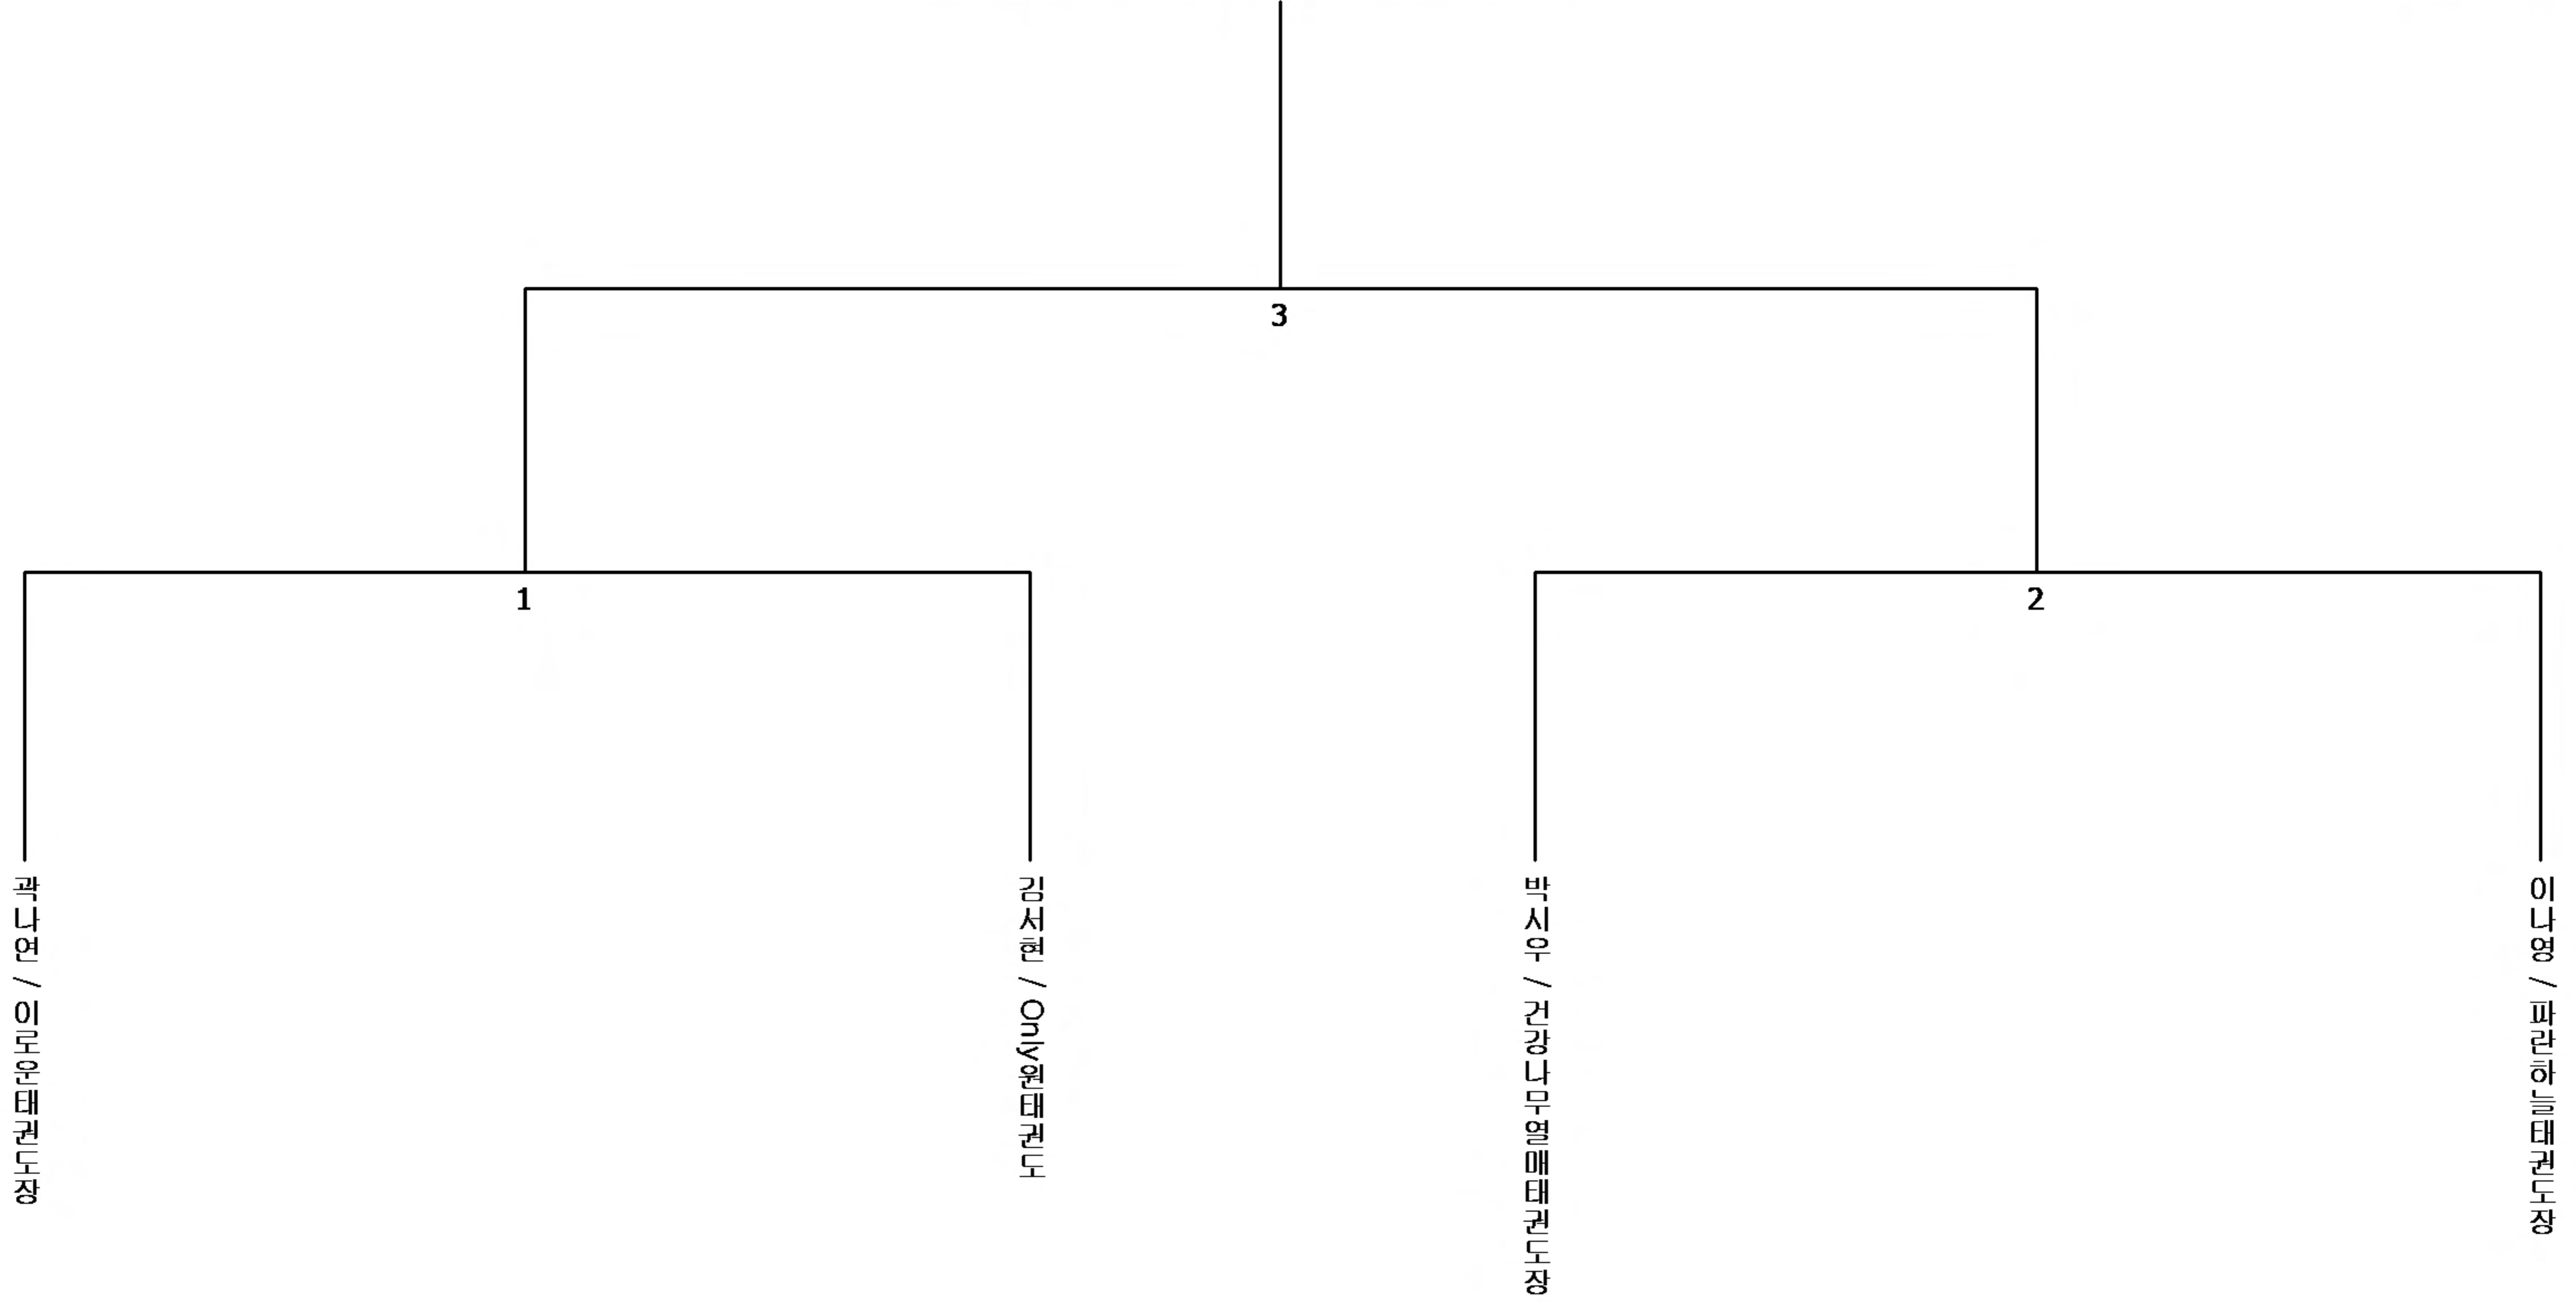 3
1
2
곽나연 / 이로운태권도장
김서현 / Only원태권도
박시우 / 건강나무열매태권도장
이나영 / 파란하늘태권도장